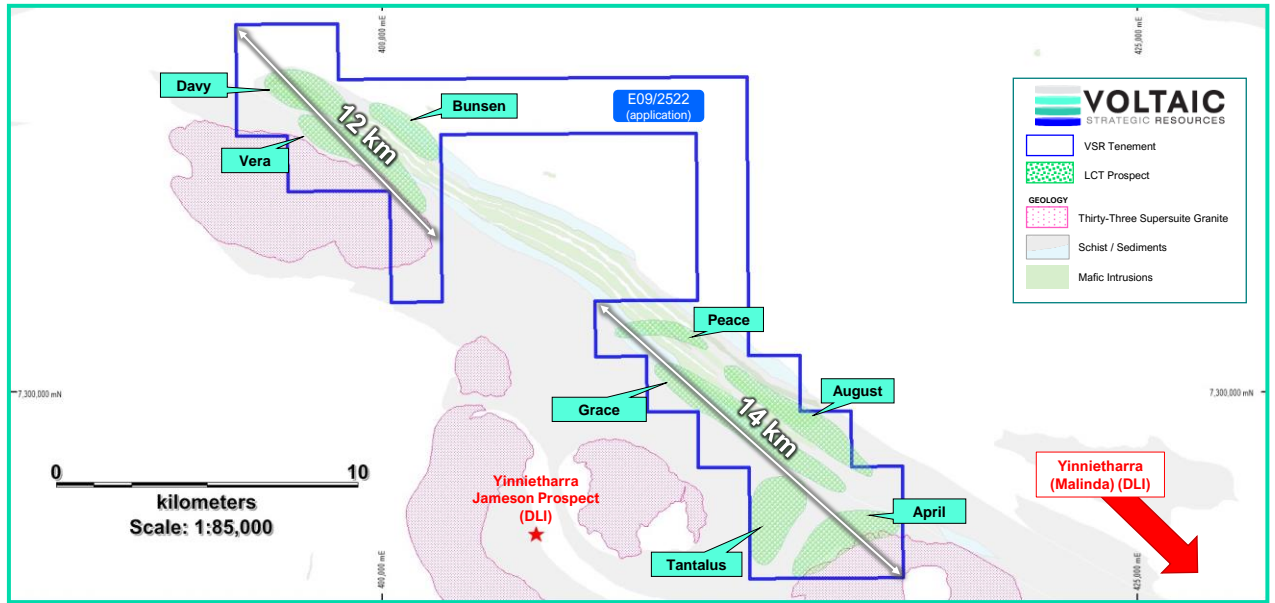 400,000 mE
425,000 mE
Davy
Bunsen
E09/2522
(application)
12 km
Vera
VOLTAIC
STRATEGIC RESOURCES
VSR Tenement
LCT Prospect
GEOLOGY
Thirty-Three Supersuite Granite
Schist / Sediments
Mafic Intrusions
Peace
7,300,000 mN
7,300,000 mN
August
Grace
14 km
0
10
kilometers
Scale: 1:85,000
Yinnietharra
Jameson Prospect
(DLI)
Yinnietharra
(Malinda) (DLI)
April
Tantalus
400,000 mE
425,000 mE